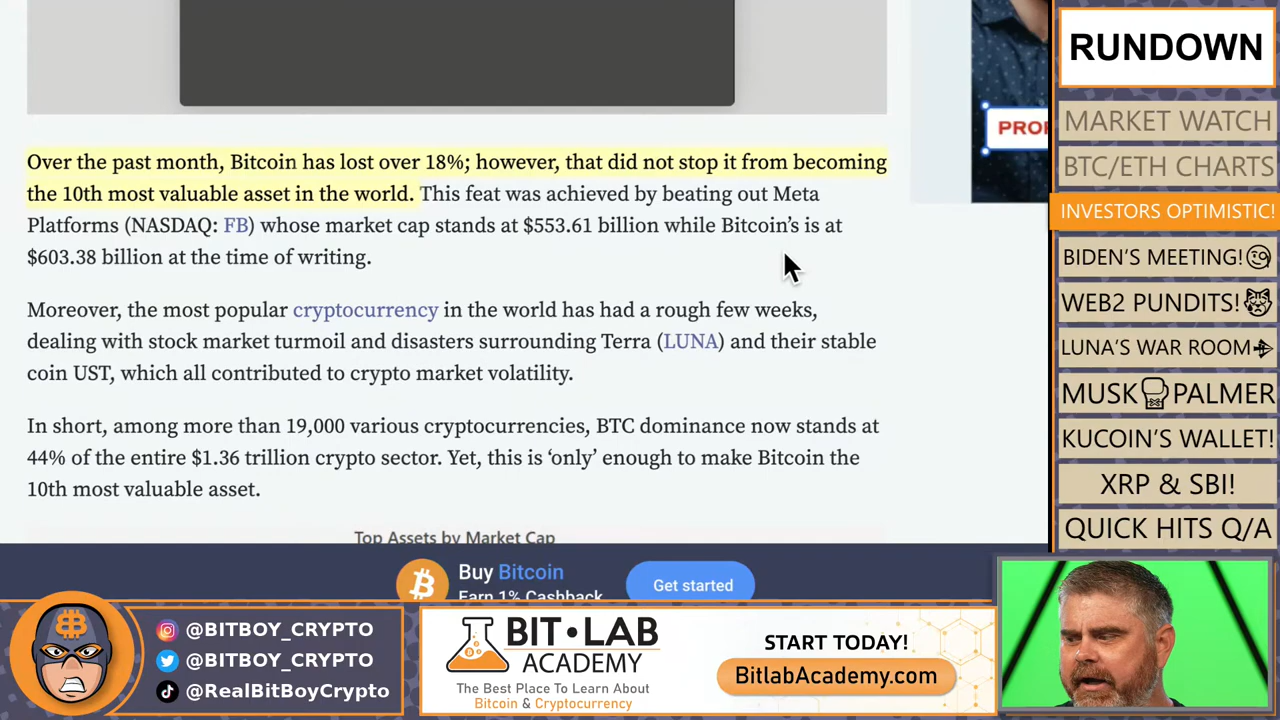 Over the past month, Bitcoin has lost over 18%; however, that did not stop it from becoming
the 10th most valuable asset in the world. This feat was achieved by beating out Meta
Platforms (NASDAQ: FB) whose market cap stands at $553.61 billion while Bitcoin's is at
$603.38 billion at the time of writing.
Moreover, the most popular cryptocurrency in the world has had a rough few weeks,
dealing with stock market turmoil and disasters surrounding Terra (LUNA) and their stable
coin UST, which all contributed to crypto market volatility.
In short, among more than 19,000 various cryptocurrencies, BTC dominance now stands at
44% of the entire $1.36 trillion crypto sector. Yet, this is 'only' enough to make Bitcoin the
10th most valuable asset.
Top Assets by Market Cap
Buy Bitcoin
Earn 1% Cashback
Get started
RUNDOWN
MARKET WATCH
BTC/ETH CHARTS
INVESTORS OPTIMISTIC!
BIDEN'S MEETING!
WEB2 PUNDITS!
LUNA'S WAR ROOM
MUSK PALMER
KUCOIN'S WALLET!
XRP & SBI!
QUICK HITS Q/A
@BITBOY_CRYPTO
@BITBOY_CRYPTO
@RealBitBoyCrypto
BIT•LAB
ACADEMY
The Best Place To Learn About
Bitcoin & Cryptocurrency
START TODAY!
BitlabAcademy.com